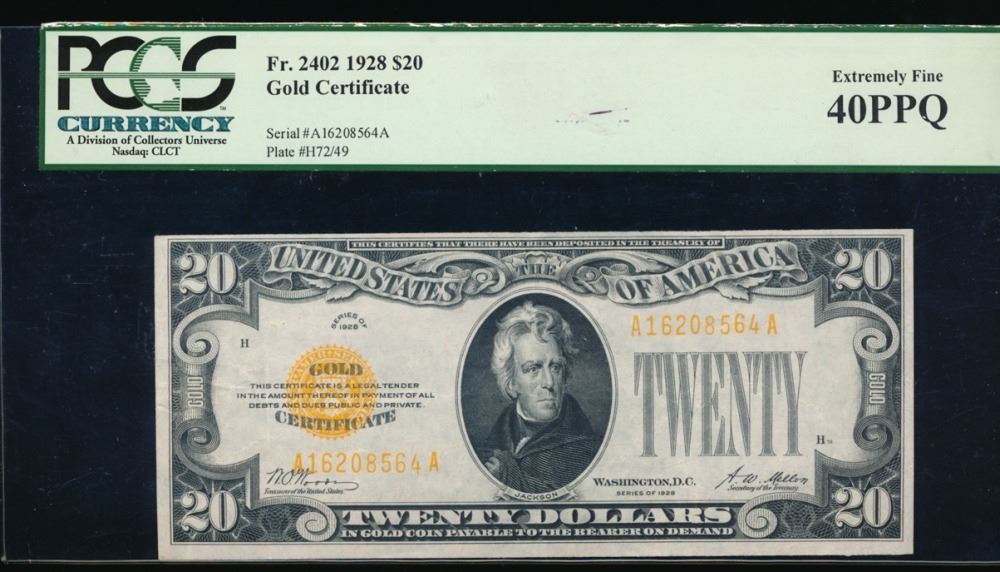 PCGS
CURRENCY
A Division of Collectors Universe
Nasdaq: CLCT
Fr. 2402 1928 $20
Gold Certificate
Serial #A16208564A
Plate #H72/49
Extremely Fine
40PPQ
THIS CERTIFIES THAT THERE HAVE BEEN DEPOSITED IN THE TREASURY OF
20
UNITED STATES THE OF AMERICA
20
SERIES OF
1928
A16208564A
H
GOLD
THIS CERTIFICATE IS A LEGAL TENDER
IN THE AMOUNT THEREOF IN PAYMENT OF ALL
DEBTS AND DUES PUBLIC AND PRIVATE
CERTIFICATE
TWENTY
GOLD
GOLD
H
A16208564A
WASHINGTON, D.C.
W.O. Woods
Treasurer of the United States.
SERIES OF 1928
A. W. Mellon
Secretary of the Treasury
JACKSON
20
TWENTY DOLLARS
20
IN GOLD COIN PAYABLE TO THE BEARER ON DEMAND